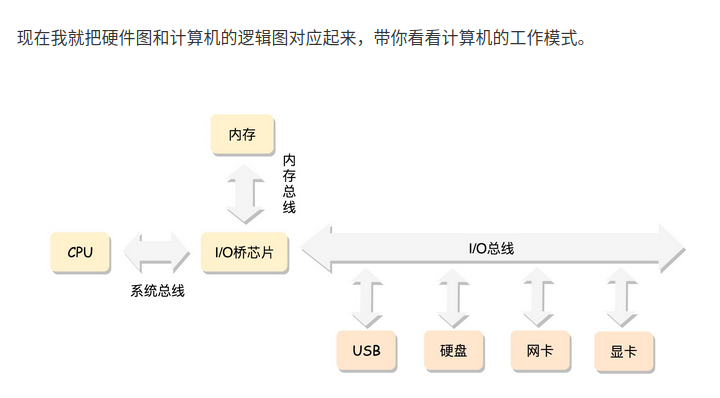 现在我就把硬件图和计算机的逻辑图对应起来，带你看看计算机的工作模式。
内存
内存总线
CPU
I/O桥芯片
I/O总线
系统总线
USB
硬盘
网卡
显卡